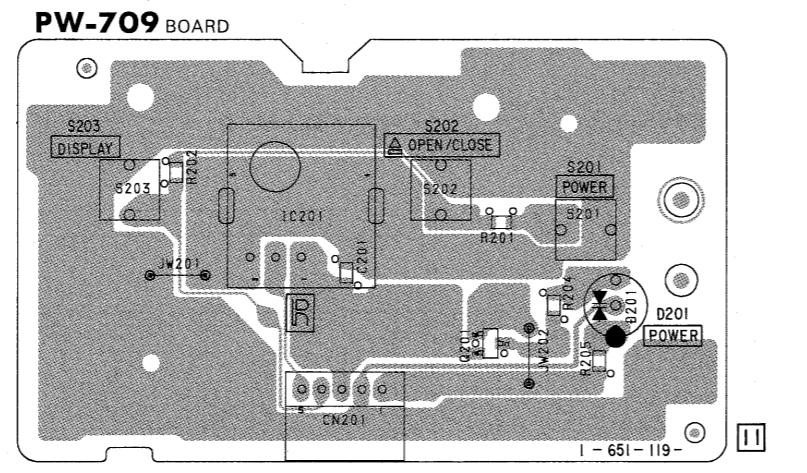 PW-709 BOARD
S203
DISPLAY
S202
OPEN/CLOSE
S201
POWER
R202
S203
IC201
S202
R201
S201
JW201
C201
R204
D201
D201
POWER
Q201
JW202
R205
CN201
5
1
1-651-119-
11